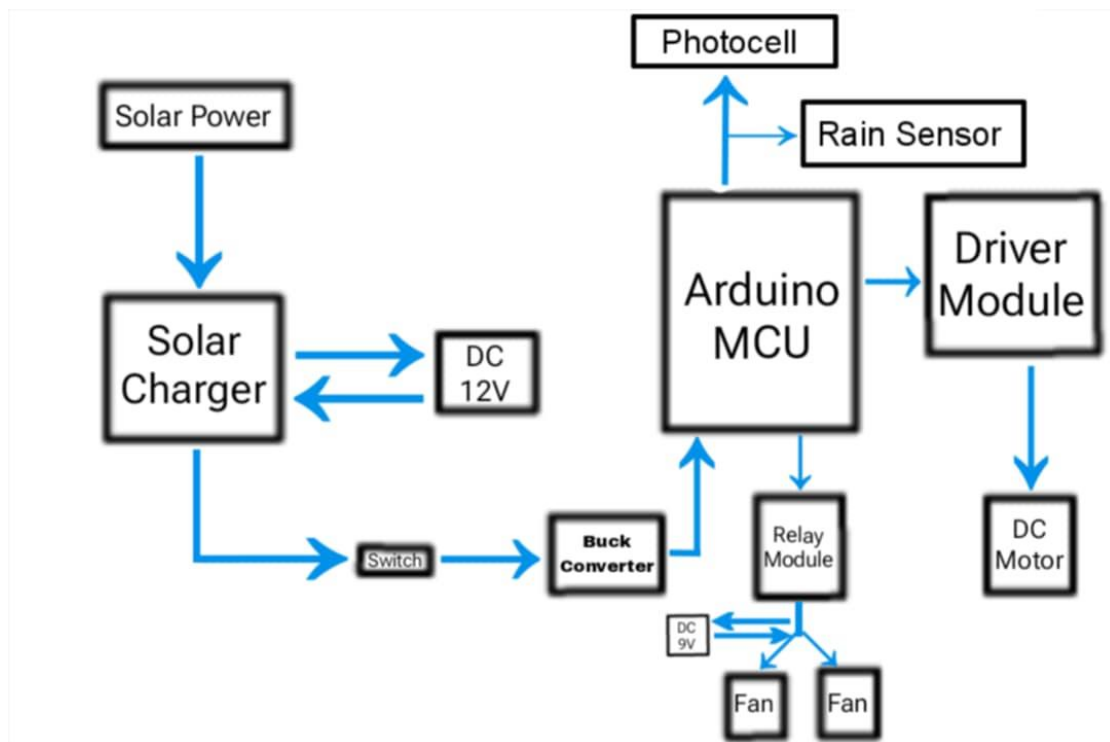 Photocell
Solar Power
Rain Sensor
Arduino
MCU
Driver
Module
Solar
Charger
DC
12V
Switch
Buck
Converter
Relay
Module
DC
Motor
DC
9V
Fan
Fan